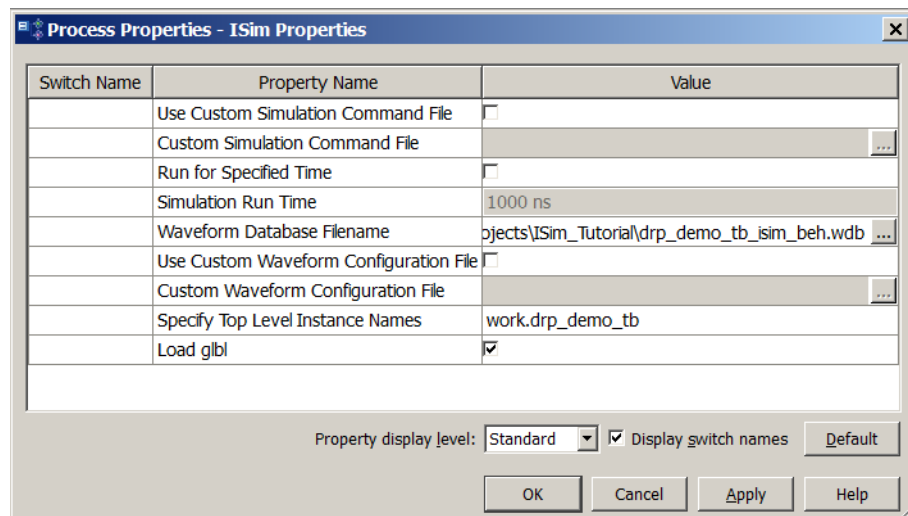 Process Properties - ISim Properties
Switch Name Property Name Value
Use Custom Simulation Command File
Custom Simulation Command File ...
Run for Specified Time
Simulation Run Time 1000 ns
Waveform Database Filename ojects\ISim_Tutorial\drp_demo_tb_isim_beh.wdb ...
Use Custom Waveform Configuration File
Custom Waveform Configuration File ...
Specify Top Level Instance Names work.drp_demo_tb
Load glbl
Property display level: Standard Display switch names Default
OK Cancel Apply Help